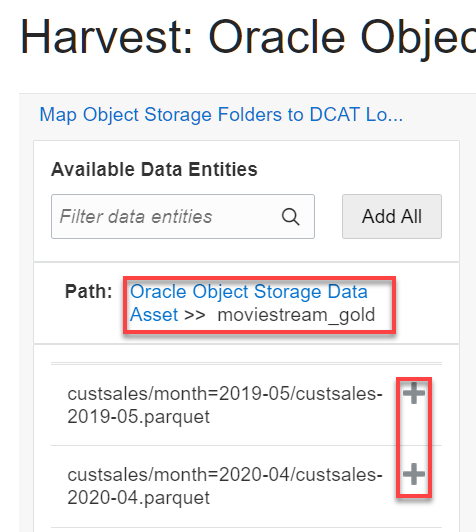 Harvest: Oracle Objec
Map Object Storage Folders to DCAT Lo...
Available Data Entities
Filter data entities
Add All
Path: Oracle Object Storage Data
Asset >> moviestream_gold
custsales/month=2019-05/custsales-
2019-05.parquet
custsales/month=2020-04/custsales-
2020-04.parquet